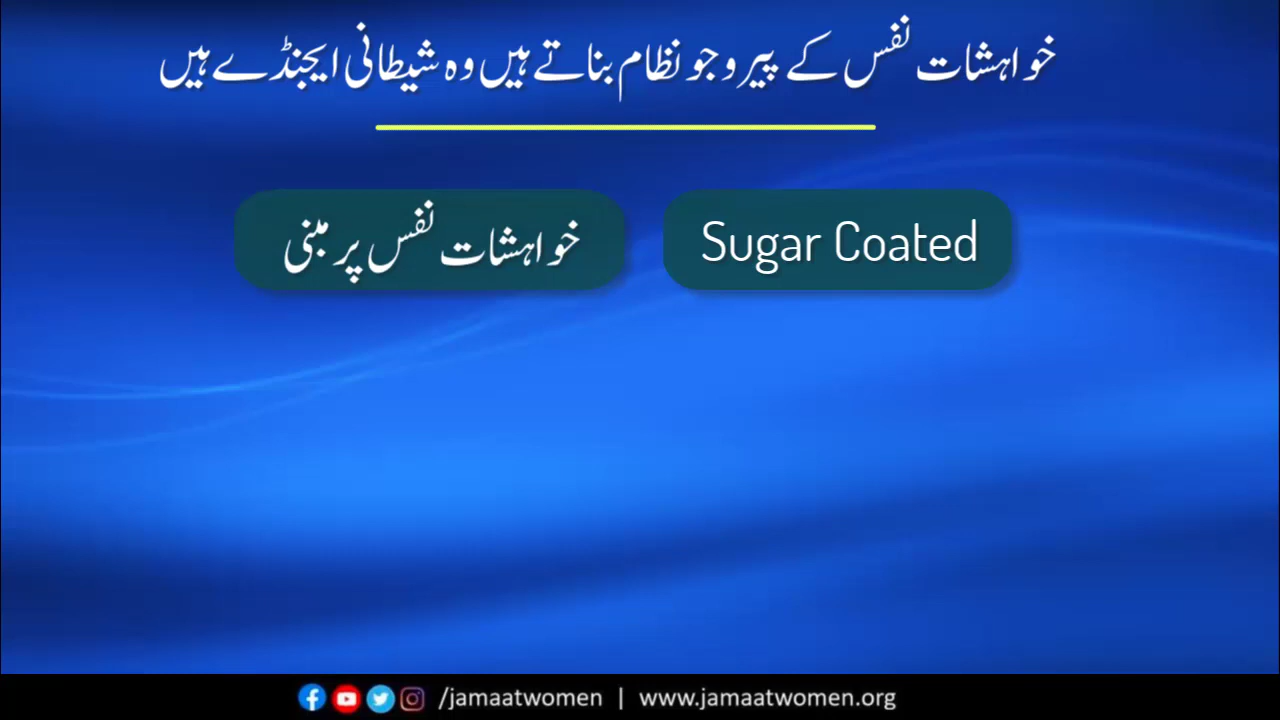 خواہشات نفس کے پیرو جو نظام بناتے ہیں وہ شیطانی ایجنڈے ہیں
Sugar Coated
خواہشات نفس پر مبنی
/jamaatwomen | www.jamaatwomen.org